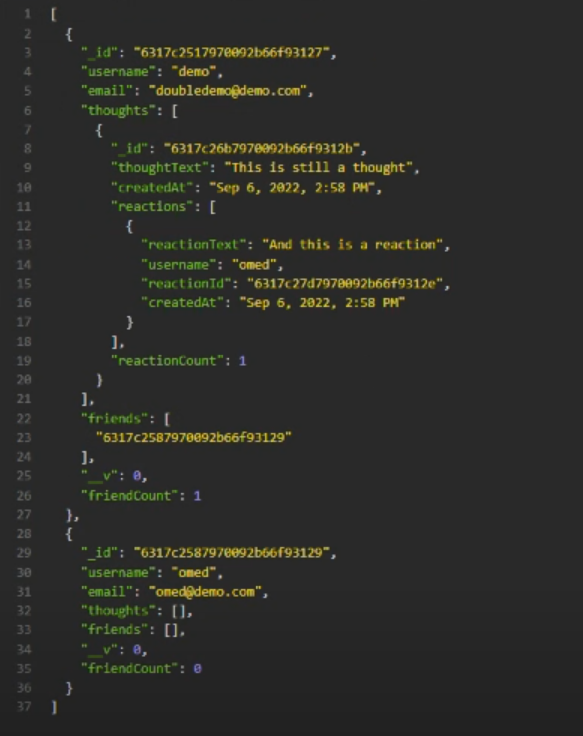 1 [
2 {
3 "_id": "6317c2517970092b66f93127",
4 "username": "demo",
5 "email": "doubledemo@demo.com",
6 "thoughts": [
7 {
8 "_id": "6317c26b7970092b66f9312b",
9 "thoughtText": "This is still a thought",
10 "createdAt": "Sep 6, 2022, 2:58 PM",
11 "reactions": [
12 {
13 "reactionText": "And this is a reaction",
14 "username": "omed",
15 "reactionId": "6317c27d7970092b66f9312e",
16 "createdAt": "Sep 6, 2022, 2:58 PM"
17 }
18 ],
19 "reactionCount": 1
20 }
21 ],
22 "friends": [
23 "6317c2587970092b66f93129"
24 ],
25 "__v": 0,
26 "friendCount": 1
27 },
28 {
29 "_id": "6317c2587970092b66f93129",
30 "username": "omed",
31 "email": "omed@demo.com",
32 "thoughts": [],
33 "friends": [],
34 "__v": 0,
35 "friendCount": 0
36 }
37 ]